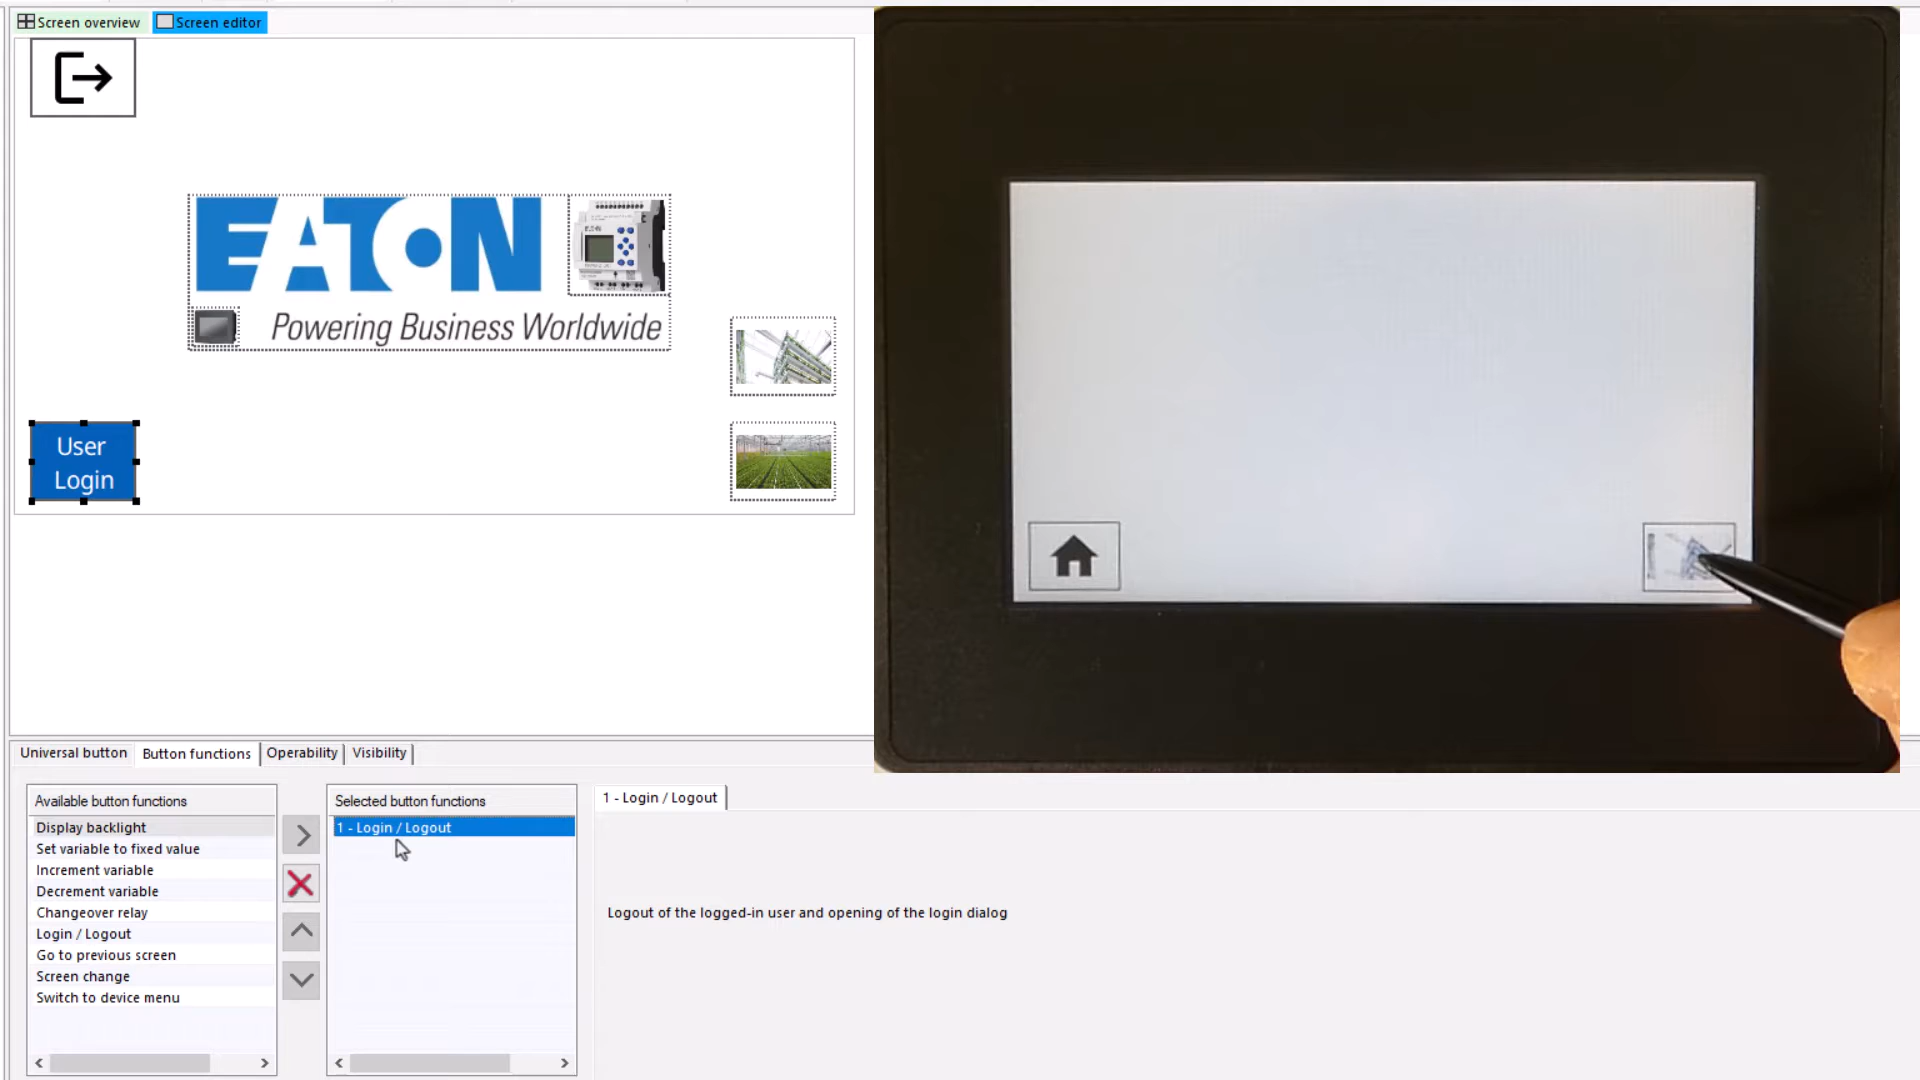 Screen overview
Screen editor
EATON
Powering Business Worldwide
User
Login
Universal button
Button functions
Operability
Visibility
Available button functions
Display backlight
Set variable to fixed value
Increment variable
Decrement variable
Changeover relay
Login / Logout
Go to previous screen
Screen change
Switch to device menu
Selected button functions
1 - Login / Logout
1 - Login / Logout
Logout of the logged-in user and opening of the login dialog